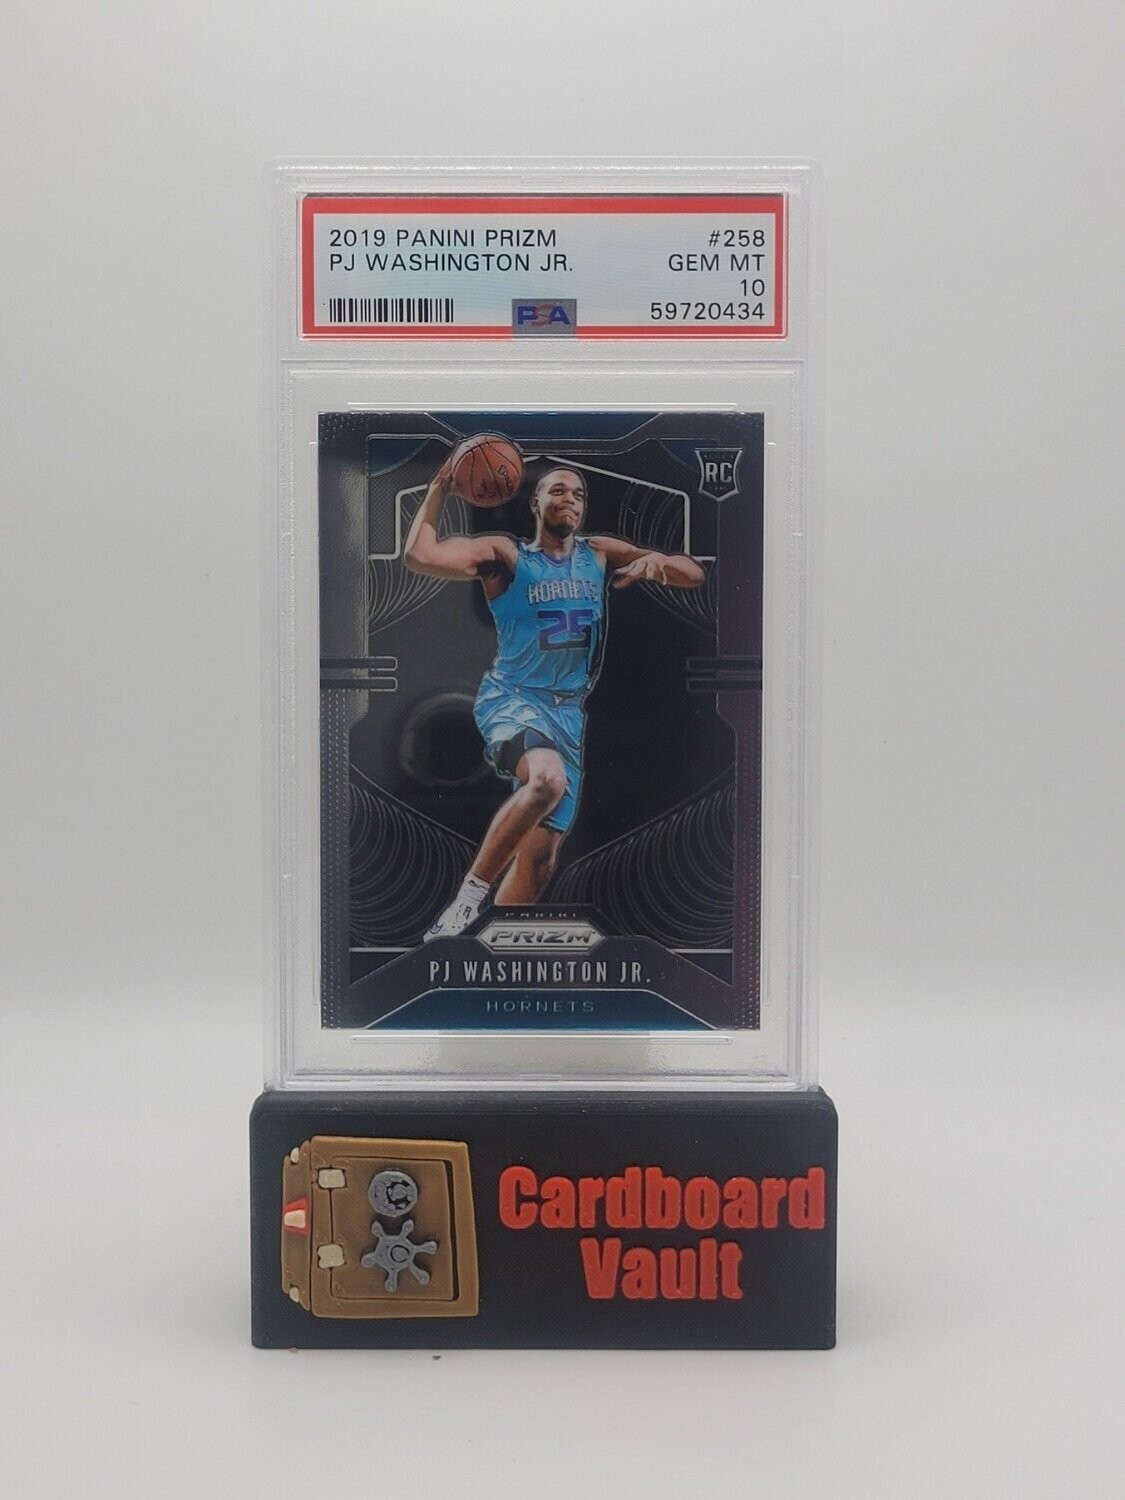 2019 PANINI PRIZM #258
PJ WASHINGTON JR. GEM MT
10
PSA 59720434
RC
HORNETS
25
PANINI
PRIZM
PJ WASHINGTON JR.
HORNETS
Cardboard
Vault